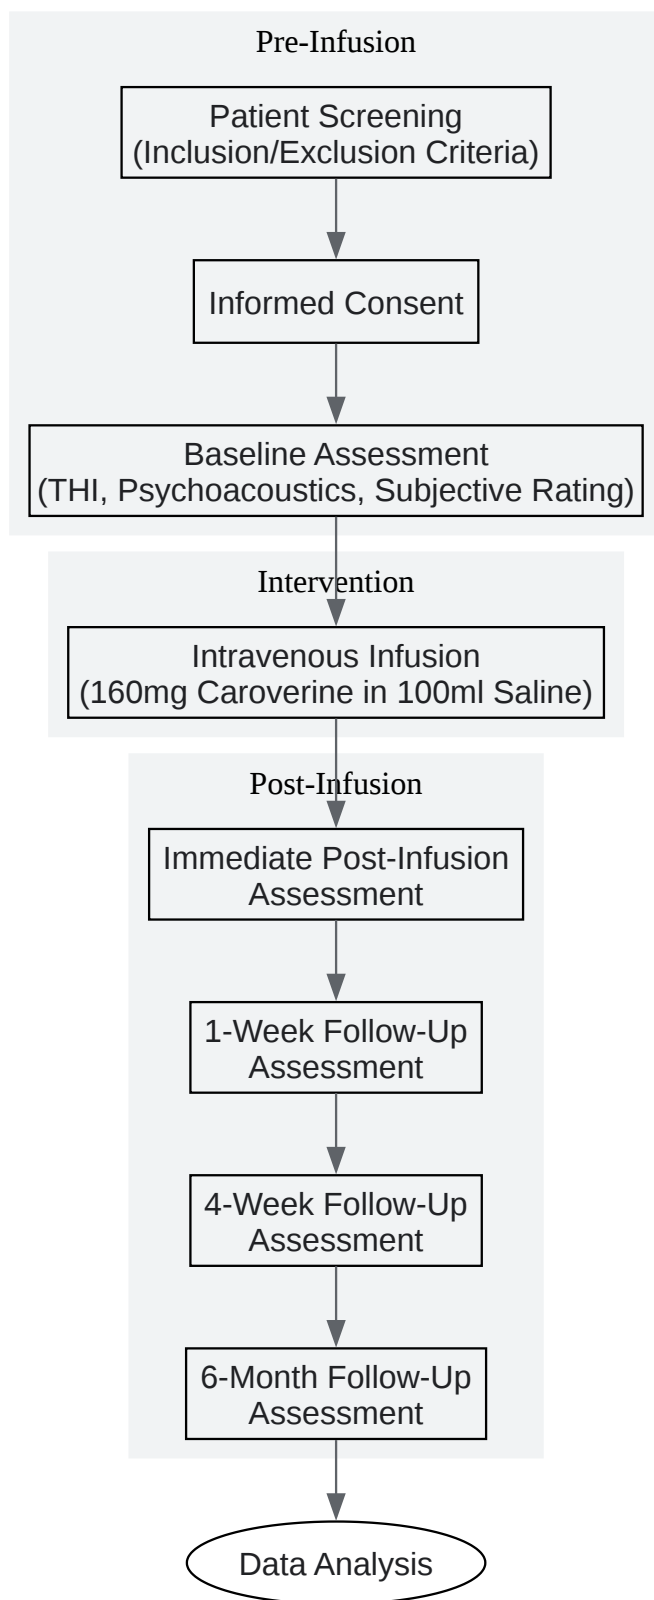 Pre-Infusion
Patient Screening
(Inclusion/Exclusion Criteria)
Informed Consent
Baseline Assessment
(THI, Psychoacoustics, Subjective Rating)
Intervention
Intravenous Infusion
(160mg Caroverine in 100ml Saline)
Post-Infusion
Immediate Post-Infusion
Assessment
1-Week Follow-Up
Assessment
4-Week Follow-Up
Assessment
6-Month Follow-Up
Assessment
Data Analysis